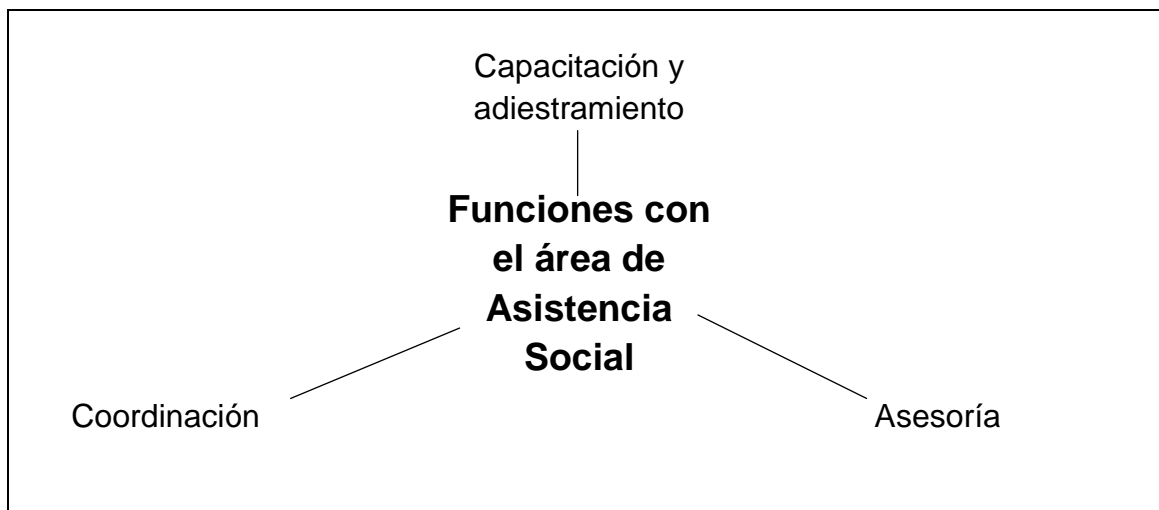 Capacitación y
adiestramiento
Funciones con
el área de
Asistencia
Social
Coordinación
Asesoría